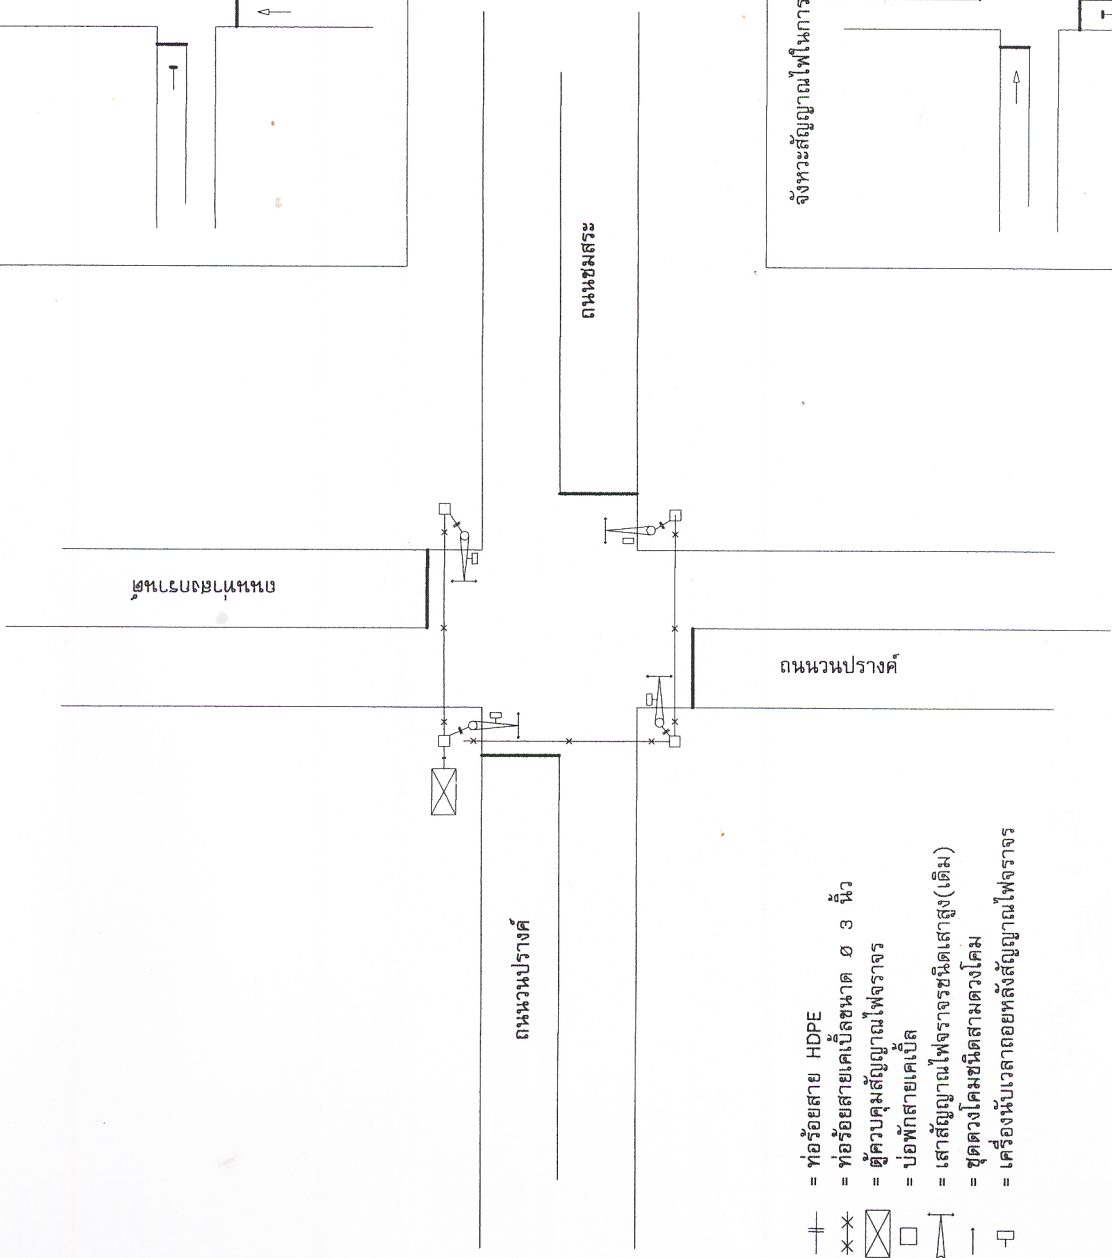 จังหวะสัญญาณไฟในการ
ถนนชมสระ
ถนนท่าสงกรานต์
ถนนวนปรางค์
ถนนวนปรางค์
= ท่อร้อยสาย HDPE
= ท่อร้อยสายเคเบิ้ลขนาด Ø 3 นิ้ว
= ตู้ควบคุมสัญญาณไฟจราจร
= บ่อพักสายเคเบิ้ล
= เสาสัญญาณไฟจราจรชนิดเสาสูง(เดิม)
= ชุดดวงโคมชนิดสามดวงโคม
= เครื่องนับเวลาถอยหลังสัญญาณไฟจราจร